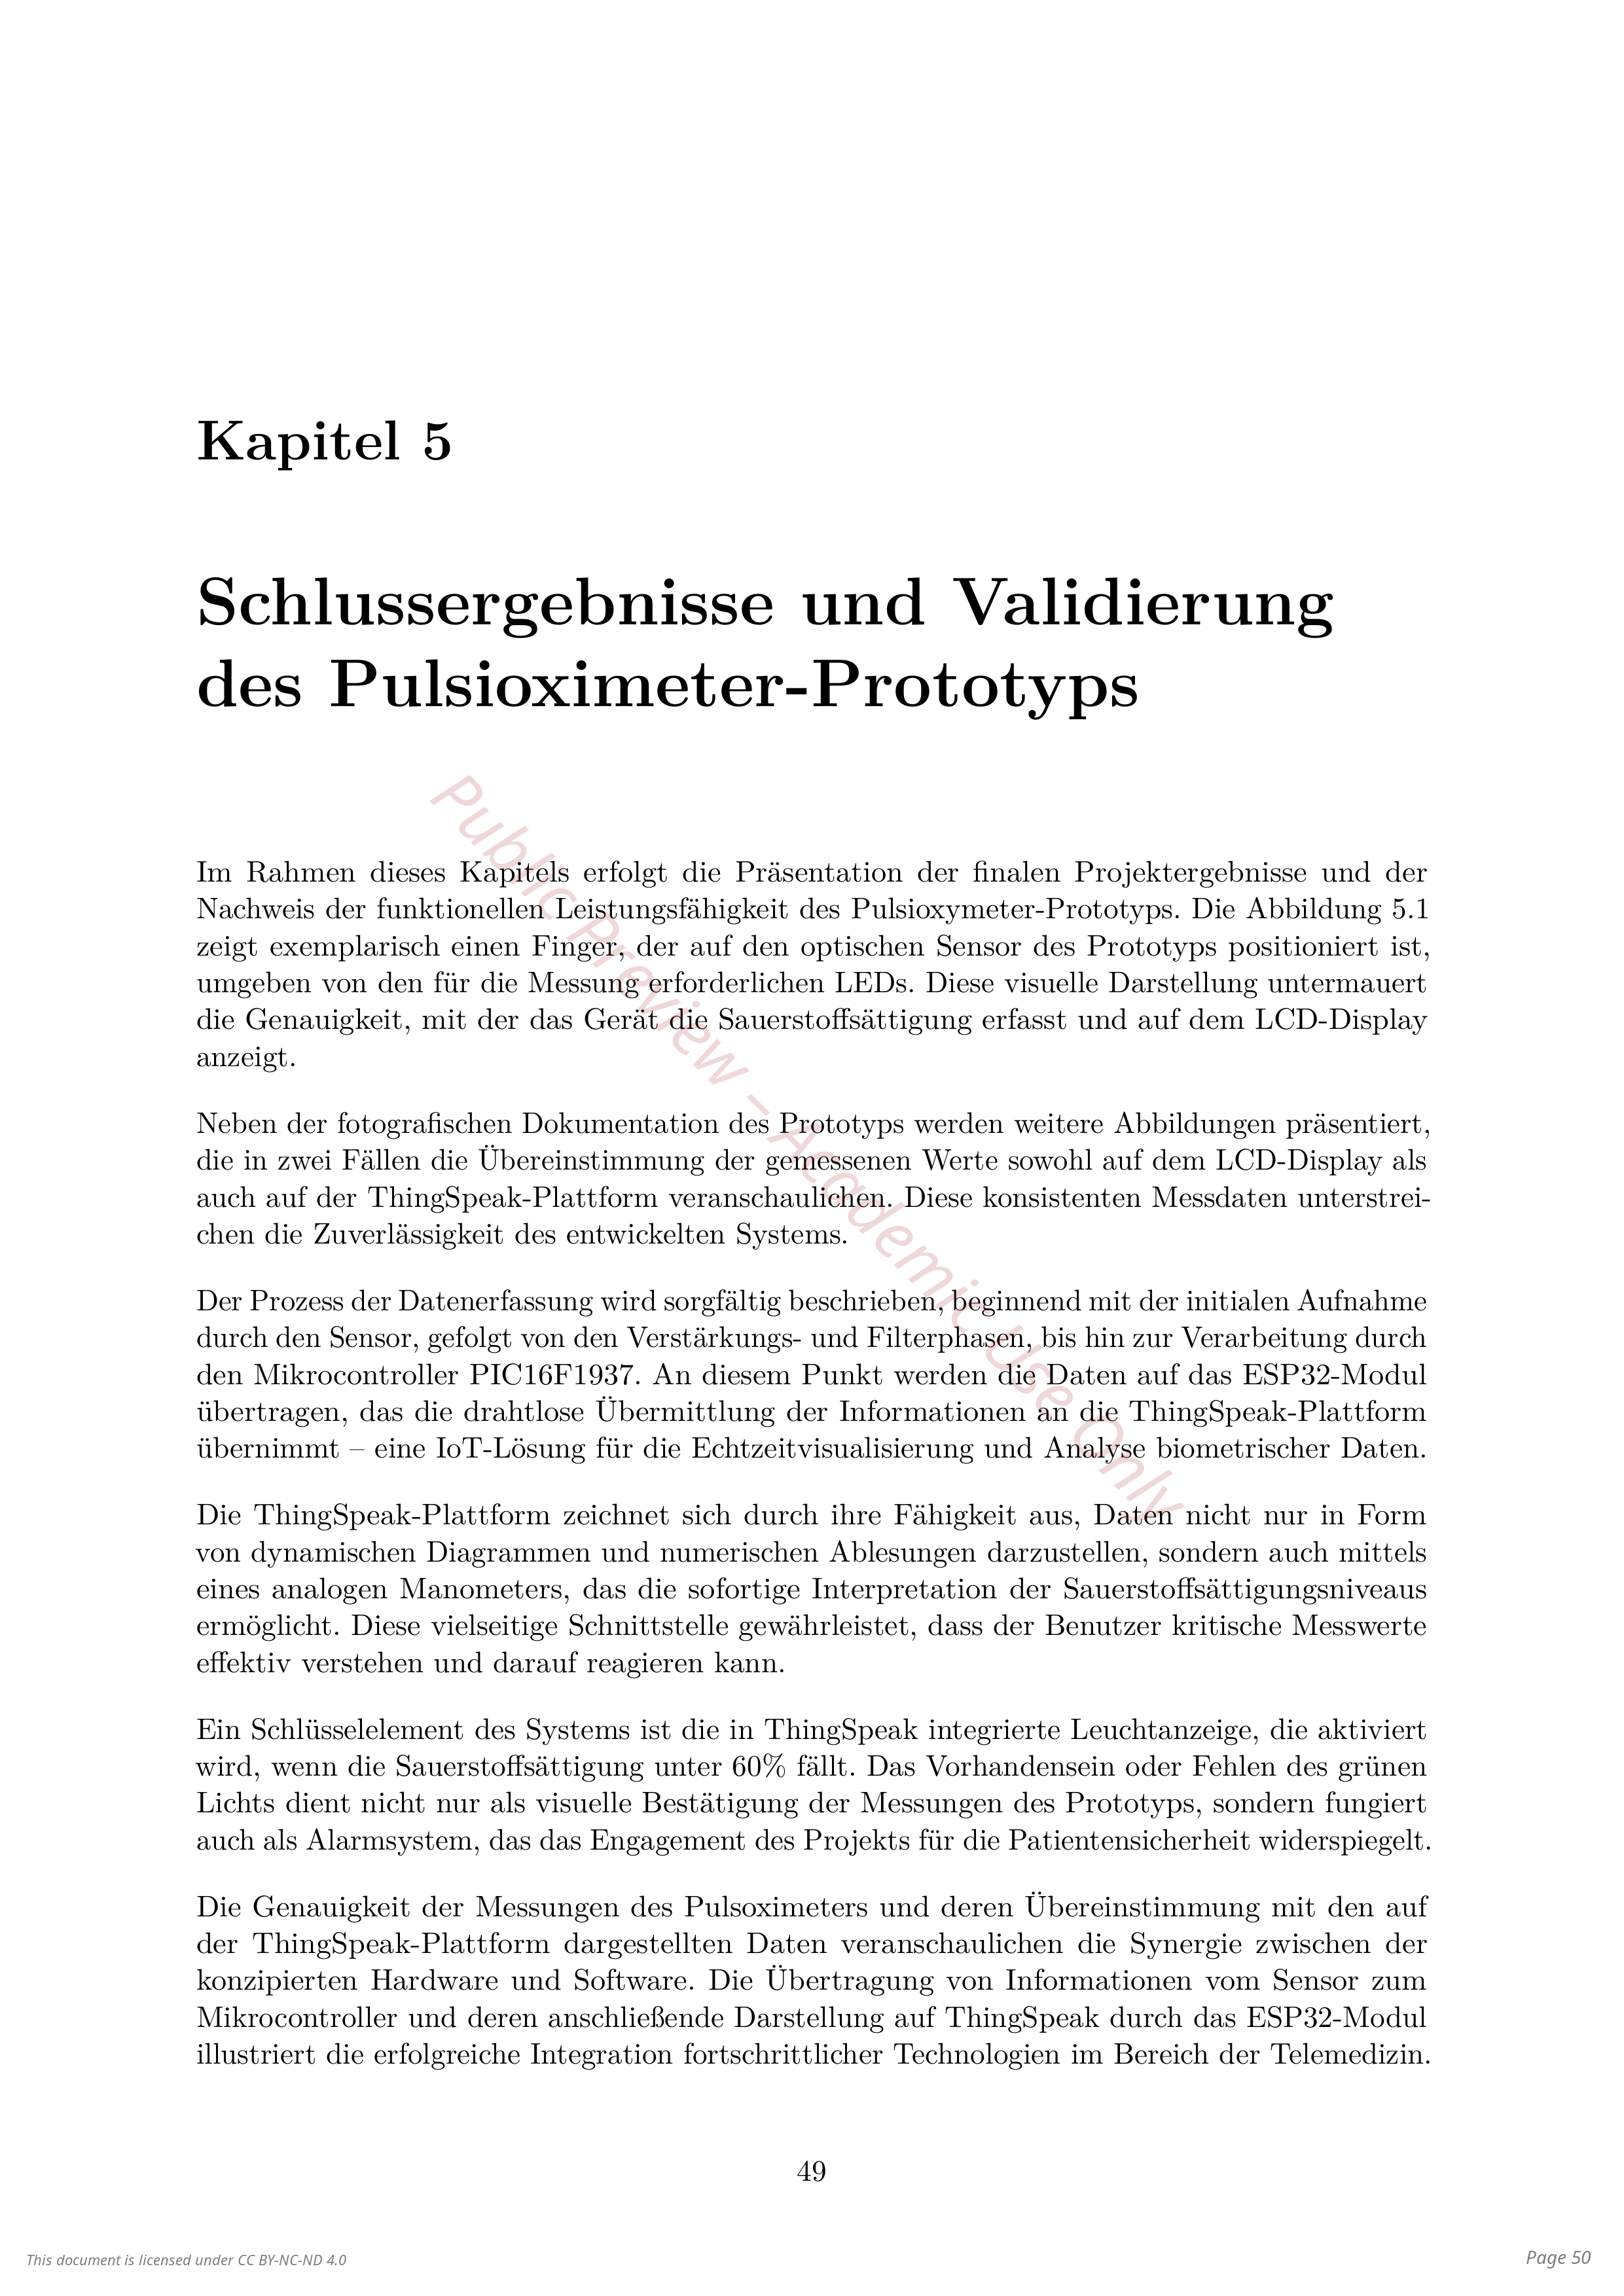 Kapitel 5
Schlussergebnisse und Validierung
des Pulsioximeter-Prototyps
Im Rahmen dieses Kapitels erfolgt die Präsentation der finalen Projektergebnisse und der
Nachweis der funktionellen Leistungsfähigkeit des Pulsioxymeter-Prototyps. Die Abbildung 5.1
zeigt exemplarisch einen Finger, der auf den optischen Sensor des Prototyps positioniert ist,
umgeben von den für die Messung erforderlichen LEDs. Diese visuelle Darstellung untermauert
die Genauigkeit, mit der das Gerät die Sauerstoffsättigung erfasst und auf dem LCD-Display
anzeigt.
Neben der fotografischen Dokumentation des Prototyps werden weitere Abbildungen präsentiert,
die in zwei Fällen die Übereinstimmung der gemessenen Werte sowohl auf dem LCD-Display als
auch auf der ThingSpeak-Plattform veranschaulichen. Diese konsistenten Messdaten unterstrei-
chen die Zuverlässigkeit des entwickelten Systems.
Der Prozess der Datenerfassung wird sorgfältig beschrieben, beginnend mit der initialen Aufnahme
durch den Sensor, gefolgt von den Verstärkungs- und Filterphasen, bis hin zur Verarbeitung durch
den Mikrocontroller PIC16F1937. An diesem Punkt werden die Daten auf das ESP32-Modul
übertragen, das die drahtlose Übermittlung der Informationen an die ThingSpeak-Plattform
übernimmt – eine IoT-Lösung für die Echtzeitvisualisierung und Analyse biometrischer Daten.
Die ThingSpeak-Plattform zeichnet sich durch ihre Fähigkeit aus, Daten nicht nur in Form
von dynamischen Diagrammen und numerischen Ablesungen darzustellen, sondern auch mittels
eines analogen Manometers, das die sofortige Interpretation der Sauerstoffsättigungsniveaus
ermöglicht. Diese vielseitige Schnittstelle gewährleistet, dass der Benutzer kritische Messwerte
effektiv verstehen und darauf reagieren kann.
Ein Schlüsselelement des Systems ist die in ThingSpeak integrierte Leuchtanzeige, die aktiviert
wird, wenn die Sauerstoffsättigung unter 60% fällt. Das Vorhandensein oder Fehlen des grünen
Lichts dient nicht nur als visuelle Bestätigung der Messungen des Prototyps, sondern fungiert
auch als Alarmsystem, das das Engagement des Projekts für die Patientensicherheit widerspiegelt.
Die Genauigkeit der Messungen des Pulsoximeters und deren Übereinstimmung mit den auf
der ThingSpeak-Plattform dargestellten Daten veranschaulichen die Synergie zwischen der
konzipierten Hardware und Software. Die Übertragung von Informationen vom Sensor zum
Mikrocontroller und deren anschließende Darstellung auf ThingSpeak durch das ESP32-Modul
illustriert die erfolgreiche Integration fortschrittlicher Technologien im Bereich der Telemedizin.
49
Public Preview – Academic Use Only
This document is licensed under CC BY-NC-ND 4.0
Page 50